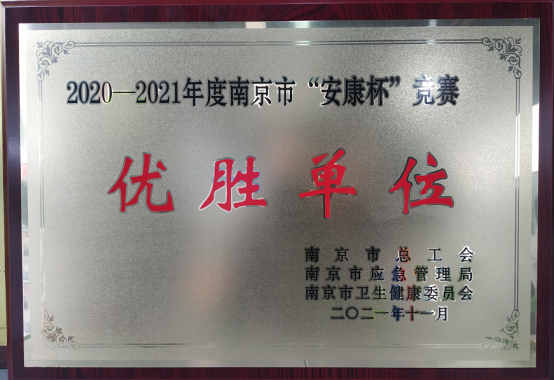 2020—2021年度南京市“安康杯”竞赛
优胜单位
南京市总工会
南京市应急管理局
南京市卫生健康委员会
二〇二一年十一月